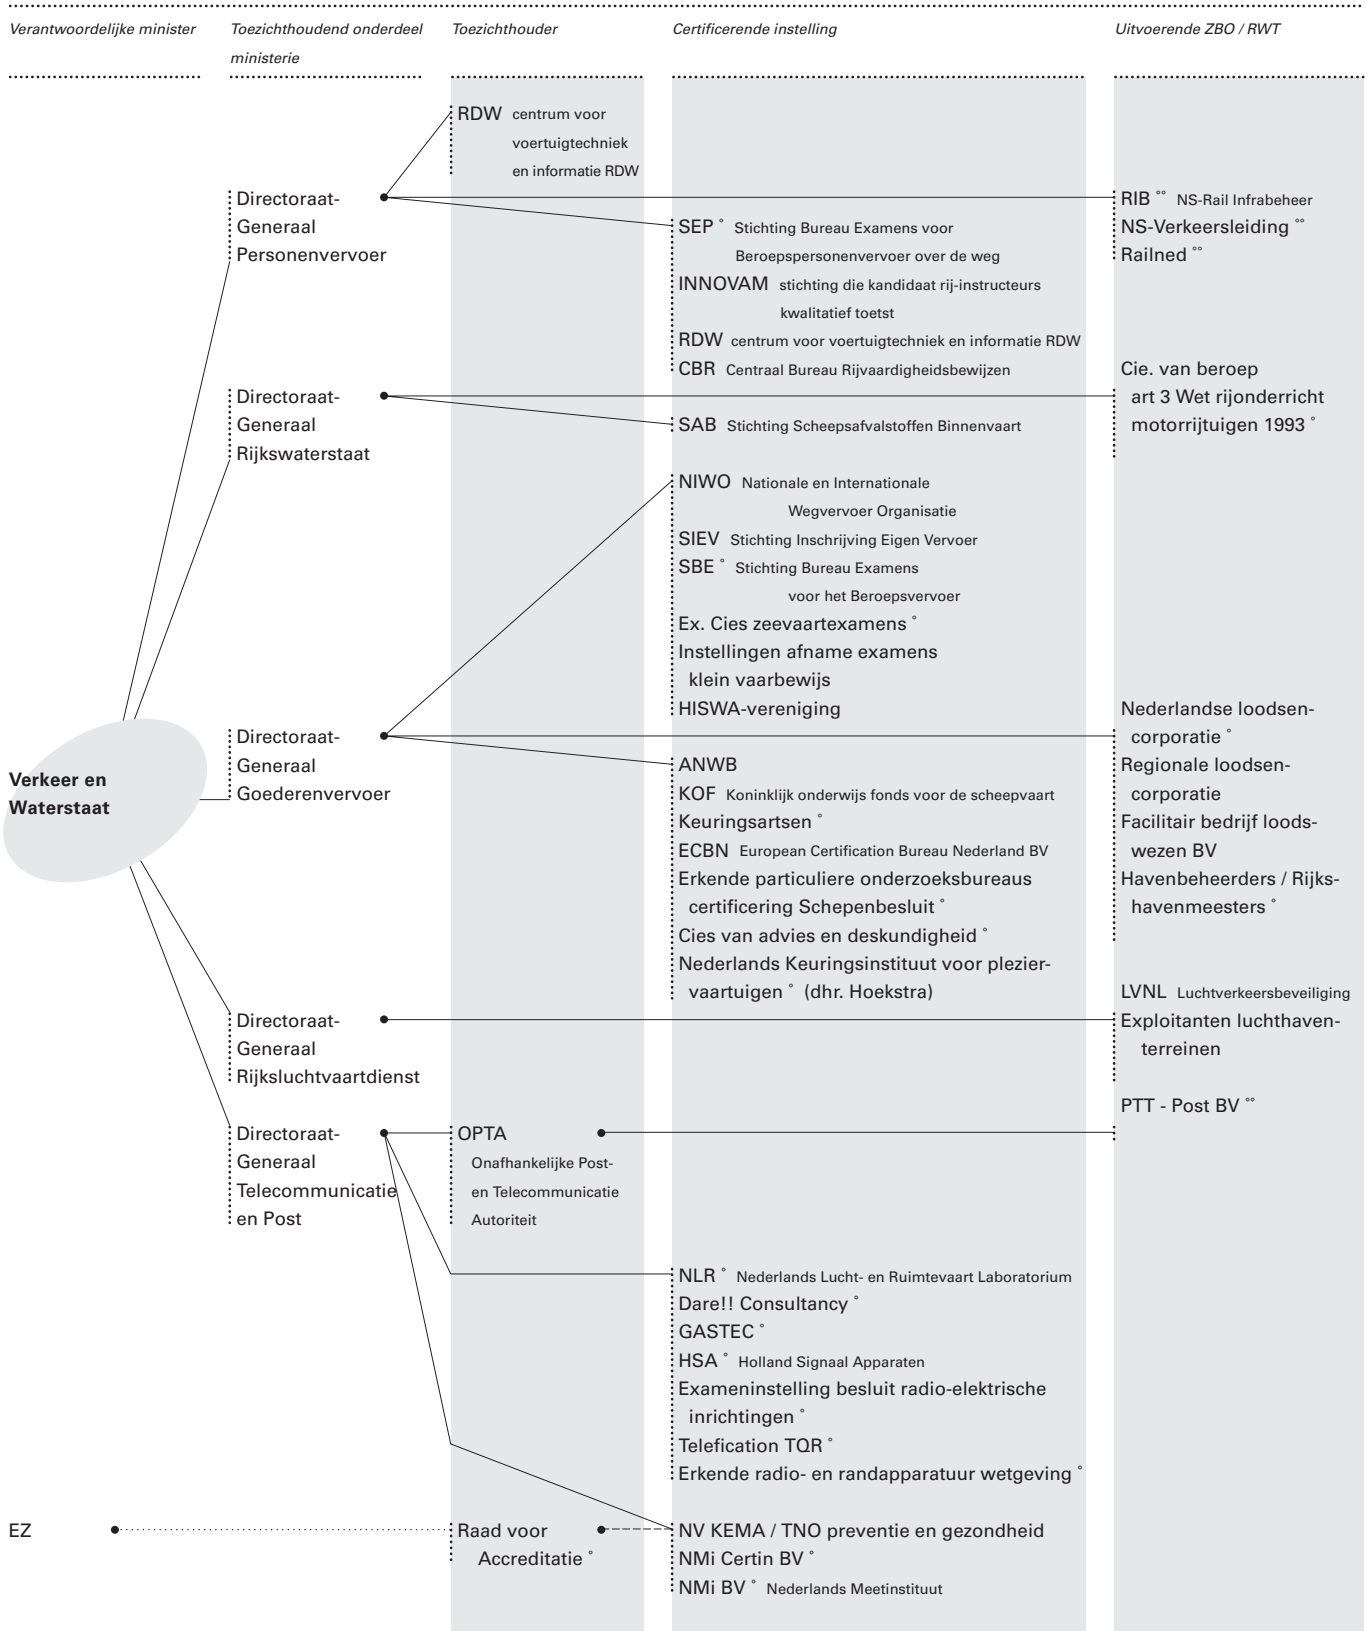 Verantwoordelijke minister
Toezichthoudend onderdeel
ministerie
Toezichthouder
Certificerende instelling
Uitvoerende ZBO / RWT
RDW centrum voor
voertuigtechniek
en informatie RDW
Directoraat-
Generaal
Personenvervoer
SEP ° Stichting Bureau Examens voor
Beroepspersonenvervoer over de weg
INNOVAM stichting die kandidaat rij-instructeurs
kwalitatief toetst
RDW centrum voor voertuigtechniek en informatie RDW
CBR Centraal Bureau Rijvaardigheidsbewijzen
RIB °° NS-Rail Infrabeheer
NS-Verkeersleiding °°
Railned °°
Directoraat-
Generaal
Rijkswaterstaat
SAB Stichting Scheepsafvalstoffen Binnenvaart
Cie. van beroep
art 3 Wet rijonderricht
motorrijtuigen 1993 °
NIWO Nationale en Internationale
Wegvervoer Organisatie
SIEV Stichting Inschrijving Eigen Vervoer
SBE ° Stichting Bureau Examens
voor het Beroepsvervoer
Ex. Cies zeevaartexamens °
Instellingen afname examens
klein vaarbewijs
HISWA-vereniging
Verkeer en
Waterstaat
Directoraat-
Generaal
Goederenvervoer
ANWB
KOF Koninklijk onderwijs fonds voor de scheepvaart
Keuringsartsen °
ECBN European Certification Bureau Nederland BV
Erkende particuliere onderzoeksbureaus
certificering Schepenbesluit °
Cies van advies en deskundigheid °
Nederlands Keuringsinstituut voor plezier-
vaartuigen ° (dhr. Hoekstra)
Nederlandse loodsen-
corporatie °
Regionale loodsen-
corporatie
Facilitair bedrijf loods-
wezen BV
Havenbeheerders / Rijks-
havenmeesters °
Directoraat-
Generaal
Rijksluchtvaartdienst
LVNL Luchtverkeersbeveiliging
Exploitanten luchthaven-
terreinen
Directoraat-
Generaal
Telecommunicatie
en Post
OPTA
Onafhankelijke Post-
en Telecommunicatie
Autoriteit
PTT - Post BV °°
NLR ° Nederlands Lucht- en Ruimtevaart Laboratorium
Dare!! Consultancy °
GASTEC °
HSA ° Holland Signaal Apparaten
Exameninstelling besluit radio-elektrische
inrichtingen °
Telefication TQR °
Erkende radio- en randapparatuur wetgeving °
EZ
Raad voor
Accreditatie °
NV KEMA / TNO preventie en gezondheid
NMi Certin BV °
NMi BV ° Nederlands Meetinstituut